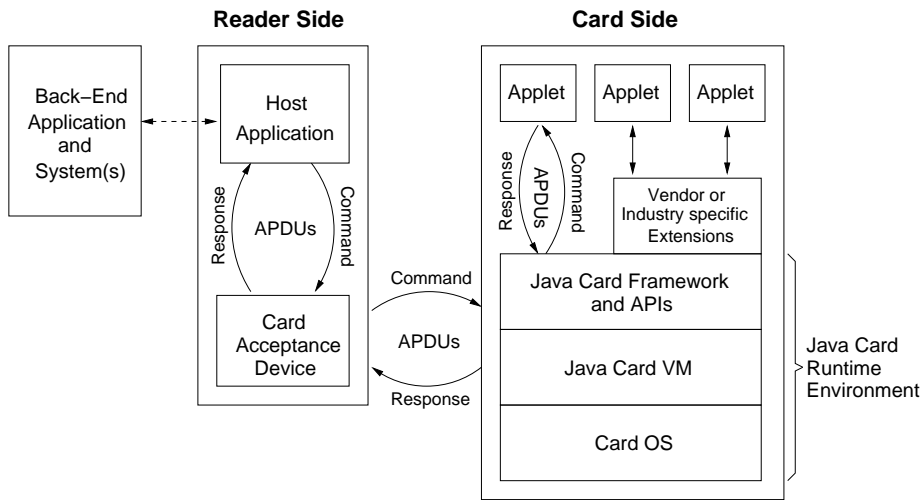 Reader Side
Card Side
Back−End
Application
and
System(s)
Host
Application
Response
APDUs
Command
Card
Acceptance
Device
Command
APDUs
Response
Applet
Applet
Applet
Response
APDUs
Command
Vendor or
Industry specific
Extensions
Java Card Framework
and APIs
Java Card VM
Card OS
Java Card
Runtime
Environment